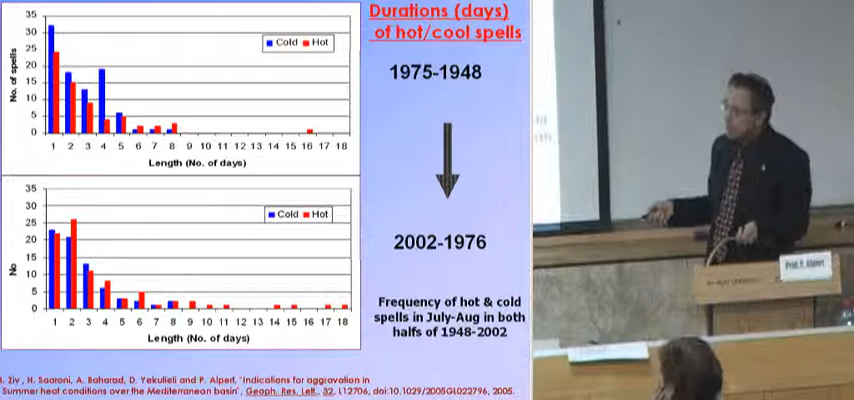 Durations (days)
of hot/cool spells
35
30
25
20
15
10
5
0
No. of spells
Cold Hot
1 2 3 4 5 6 7 8 9 10 11 12 13 14 15 16 17 18
Length (No. of days)
1975-1948
35
30
25
20
15
10
5
0
No
Cold Hot
1 2 3 4 5 6 7 8 9 10 11 12 13 14 15 16 17 18
Length (No. of days)
2002-1976
Frequency of hot & cold
spells in July-Aug in both
halfs of 1948-2002
. Ziv , H. Saaroni, A. Baharad, D. Yekutieli and P. Alpert, "Indications for aggravation in
Summer heat conditions over the Mediterranean basin", Geoph. Res. Lett., 32, L12706, doi:10.1029/2005GL022796, 2005.
Prof. P. Alpert